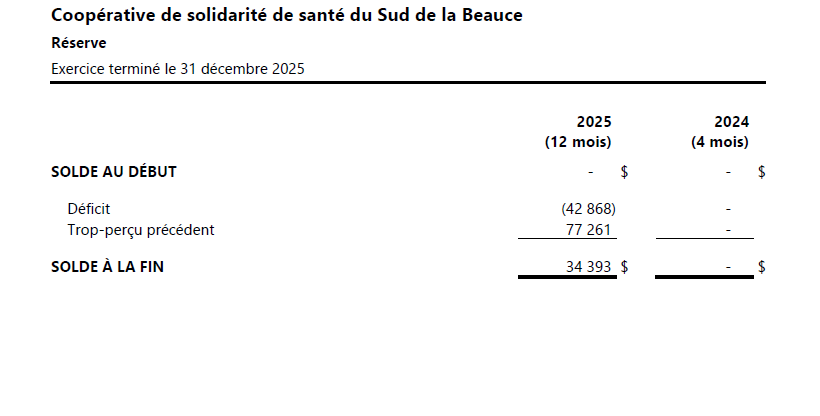 Coopérative de solidarité de santé du Sud de la Beauce
Réserve
Exercice terminé le 31 décembre 2025
2025 2024
(12 mois) (4 mois)
SOLDE AU DÉBUT - $ - $
Déficit (42 868) -
Trop-perçu précédent 77 261 -
SOLDE À LA FIN 34 393 $ - $